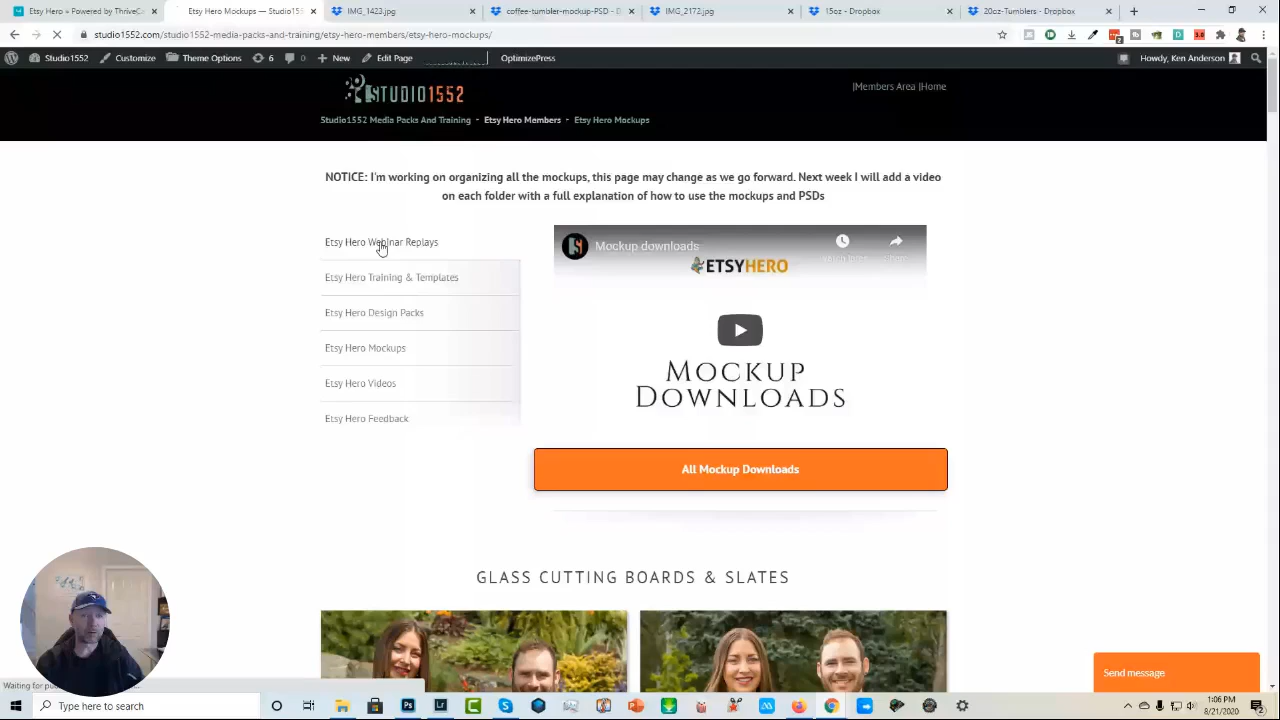 Etsy Hero » Powered by ThriveC
Etsy Hero Mockups — Studio1552
IMG_1423.jpg
coffee-tumbler-mockup-PSD - D
IMG_2172.jpg
15oz - Dropbox
20oz-Tumblers - Dropbox
studio1552.com/studio1552-media-packs-and-training/etsy-hero-members/etsy-hero-mockups/
Studio1552
Customize
Theme Options
6
0
New
Edit Page
OptimizePress
Howdy, Ken Anderson
STUDIO1552
|Members Area |Home
Studio1552 Media Packs And Training - Etsy Hero Members - Etsy Hero Mockups
NOTICE: I'm working on organizing all the mockups, this page may change as we go forward. Next week I will add a video
on each folder with a full explanation of how to use the mockups and PSDs
Etsy Hero Webinar Replays
Etsy Hero Training & Templates
Etsy Hero Design Packs
Etsy Hero Mockups
Etsy Hero Videos
Etsy Hero Feedback
Mockup downloads
ETSYHERO
MOCKUP
DOWNLOADS
All Mockup Downloads
GLASS CUTTING BOARDS & SLATES
Send message
Waiting for
Type here to search
1:06 PM
8/21/2020